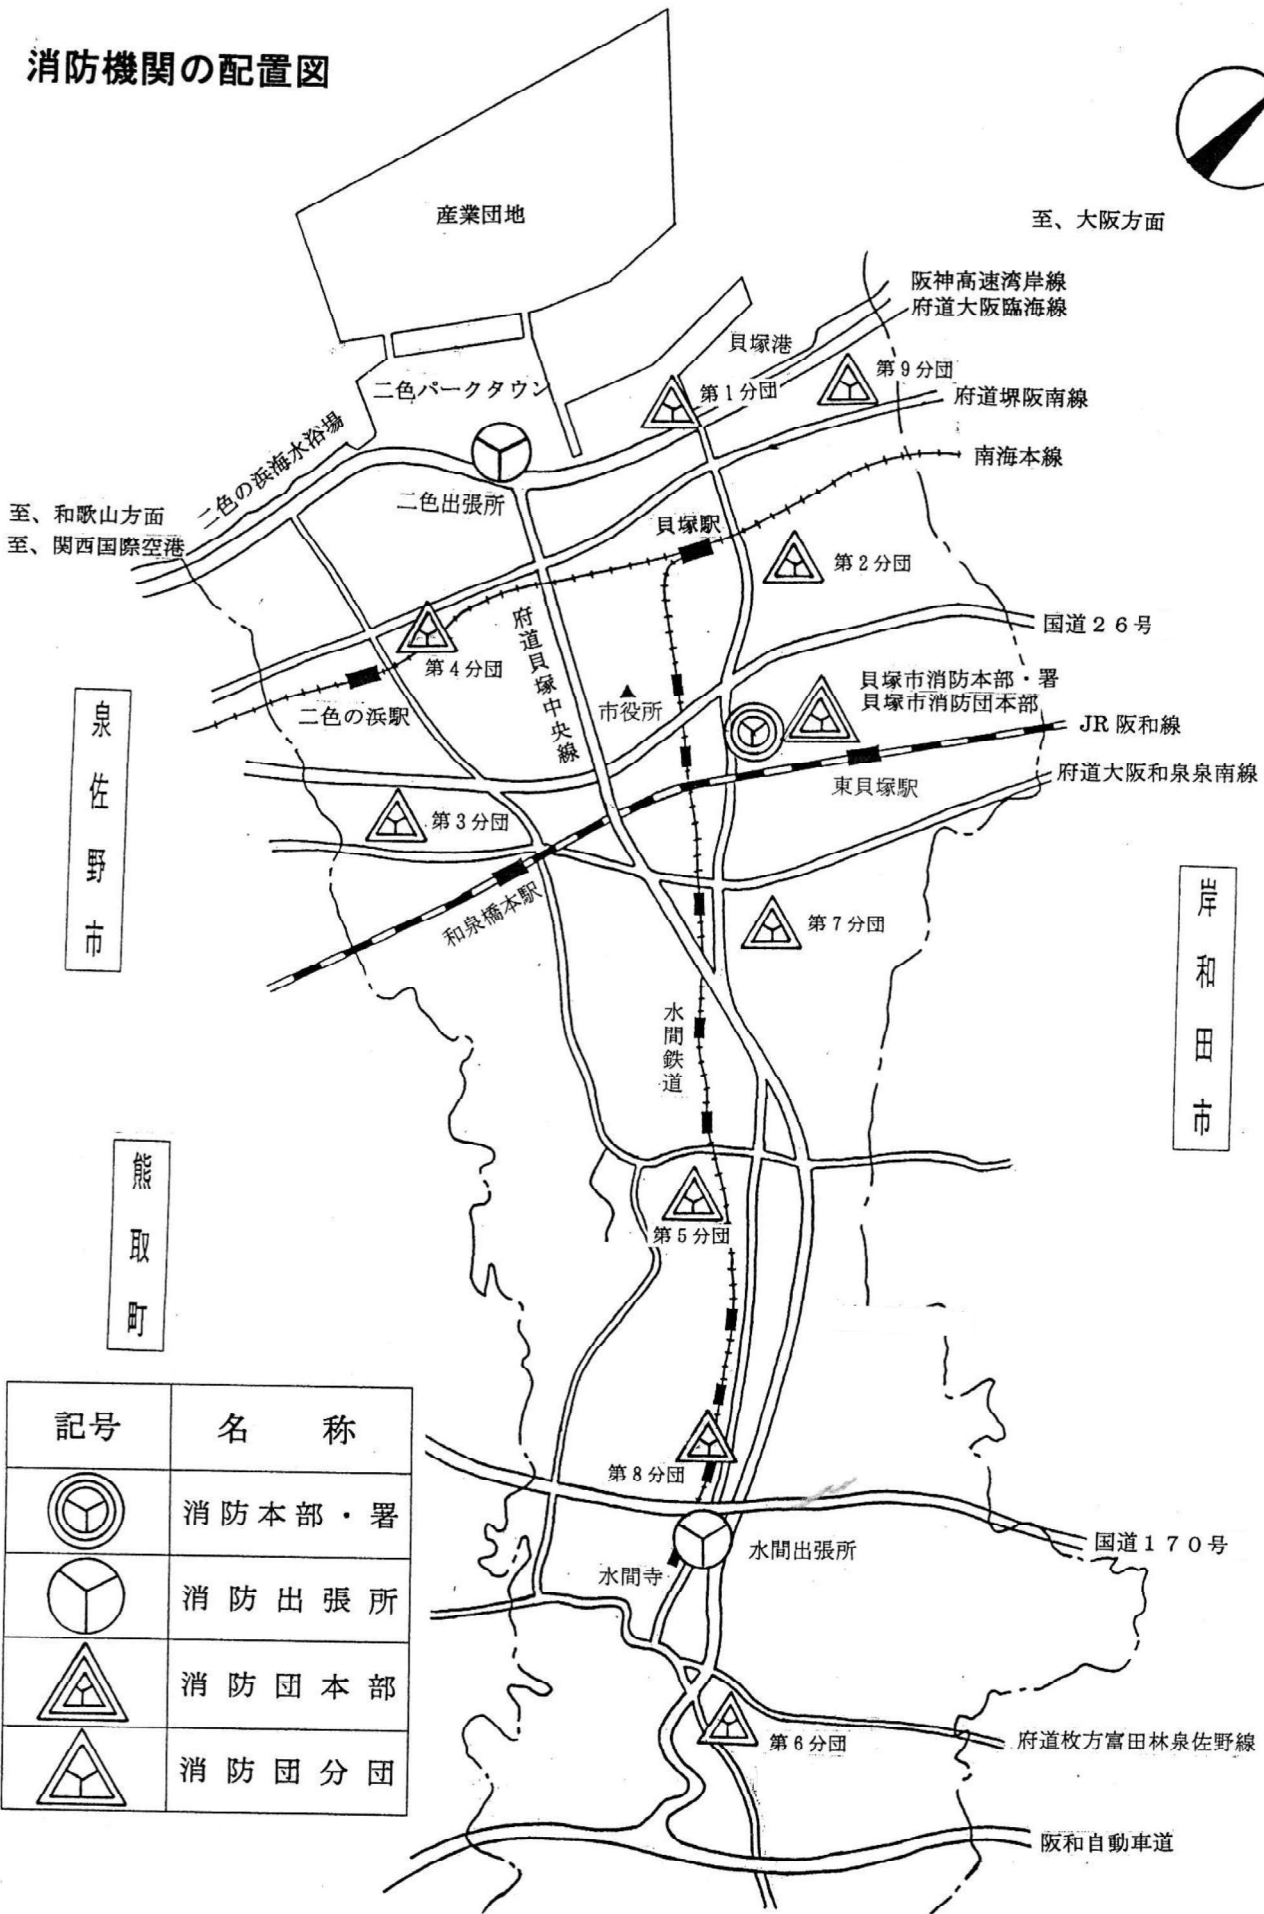 消防機関の配置図
産業団地
至、大阪方面
阪神高速湾岸線
府道大阪臨海線
貝塚港
第9分団
二色パークタウン
第1分団
府道堺阪南線
二色の浜海水浴場
南海本線
二色出張所
至、和歌山方面
至、関西国際空港
貝塚駅
第2分団
国道26号
府道貝塚中央線
第4分団
貝塚市消防本部・署
貝塚市消防団本部
市役所
二色の浜駅
JR阪和線
泉佐野市
東貝塚駅
府道大阪和泉泉南線
第3分団
和泉橋本駅
第7分団
岸和田市
水間鉄道
熊取町
第5分団
第8分団
国道170号
水間出張所
水間寺
第6分団
府道枚方富田林泉佐野線
阪和自動車道
記号 名称
消防本部・署
消防出張所
消防団本部
消防団分団